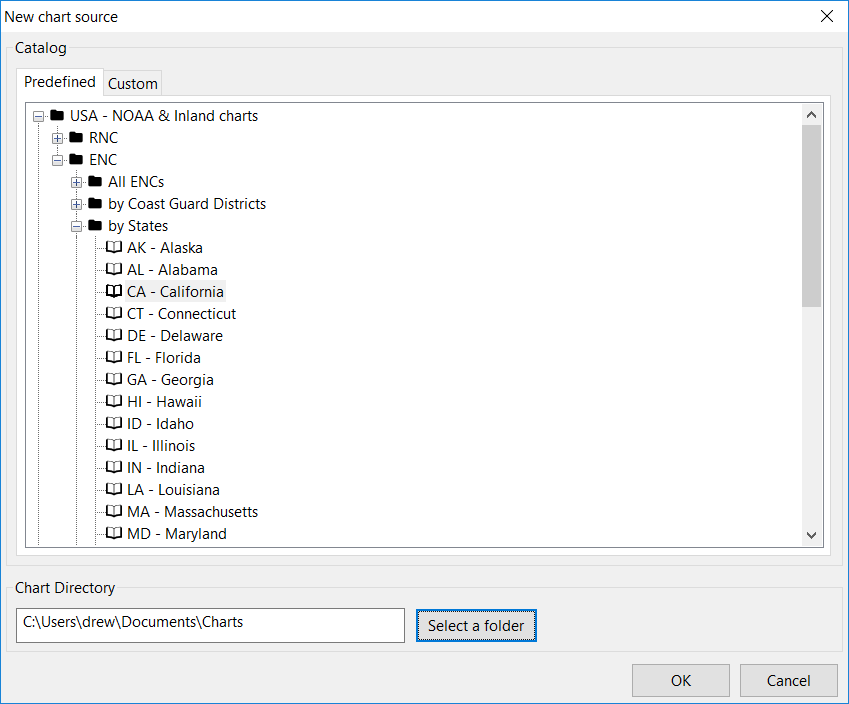 New chart source
Catalog
Predefined Custom
USA - NOAA & Inland charts
RNC
ENC
All ENCs
by Coast Guard Districts
by States
AK - Alaska
AL - Alabama
CA - California
CT - Connecticut
DE - Delaware
FL - Florida
GA - Georgia
HI - Hawaii
ID - Idaho
IL - Illinois
IN - Indiana
LA - Louisiana
MA - Massachusetts
MD - Maryland
Chart Directory
C:\Users\drew\Documents\Charts Select a folder
OK Cancel